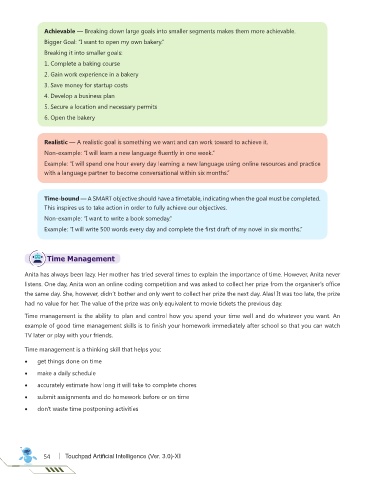 Achievable — Breaking down large goals into smaller segments makes them more achievable.
Bigger Goal "I want to open my own bakery."
Breaking it into smaller goals:
1. Complete a baking course
2. Gain work experience in a bakery
3. Save money for startup costs
4. Develop a business plan
5. Secure a location and necessary permits
6. Open the bakery
Realistic — A realistic goal is something we want and can work toward to achieve it.
Non-example: "I will learn a new language fluently in one week."
Example: "I will spend one hour every day learning a new language using online resources and practice
with a language partner to become conversational within six months."
Time-bound — A SMART objective should have a timetable, indicating when the goal must be completed.
This inspires us to take action in order to fully achieve our objectives.
Non-example: "I want to write a book someday."
Example: "I will write 500 words every day and complete the first draft of my novel in six months."
Time Management
Anita has always been lazy. Her mother has tried several times to explain the importance of time. However, Anita never
listens. One day, Anita won an online coding competition and was asked to collect her prize from the organiser's office
the same day. She, however, didn't bother and only went to collect her prize the next day. Alas! It was too late, the prize
had no value for her. The value of the prize was only equivalent to movie tickets the previous day.
Time management is the ability to plan and control how you spend your time well and do whatever you want. An
example of good time management skills is to finish your homework immediately after school so that you can watch
TV later or play with your friends.
Time management is a thinking skill that helps you:
• get things done on time
• make a daily schedule
• accurately estimate how long it will take to complete chores
• submit assignments and do homework before or on time
• don't waste time postponing activities
54 | Touchpad Artificial Intelligence (Ver. 3.0)-XI